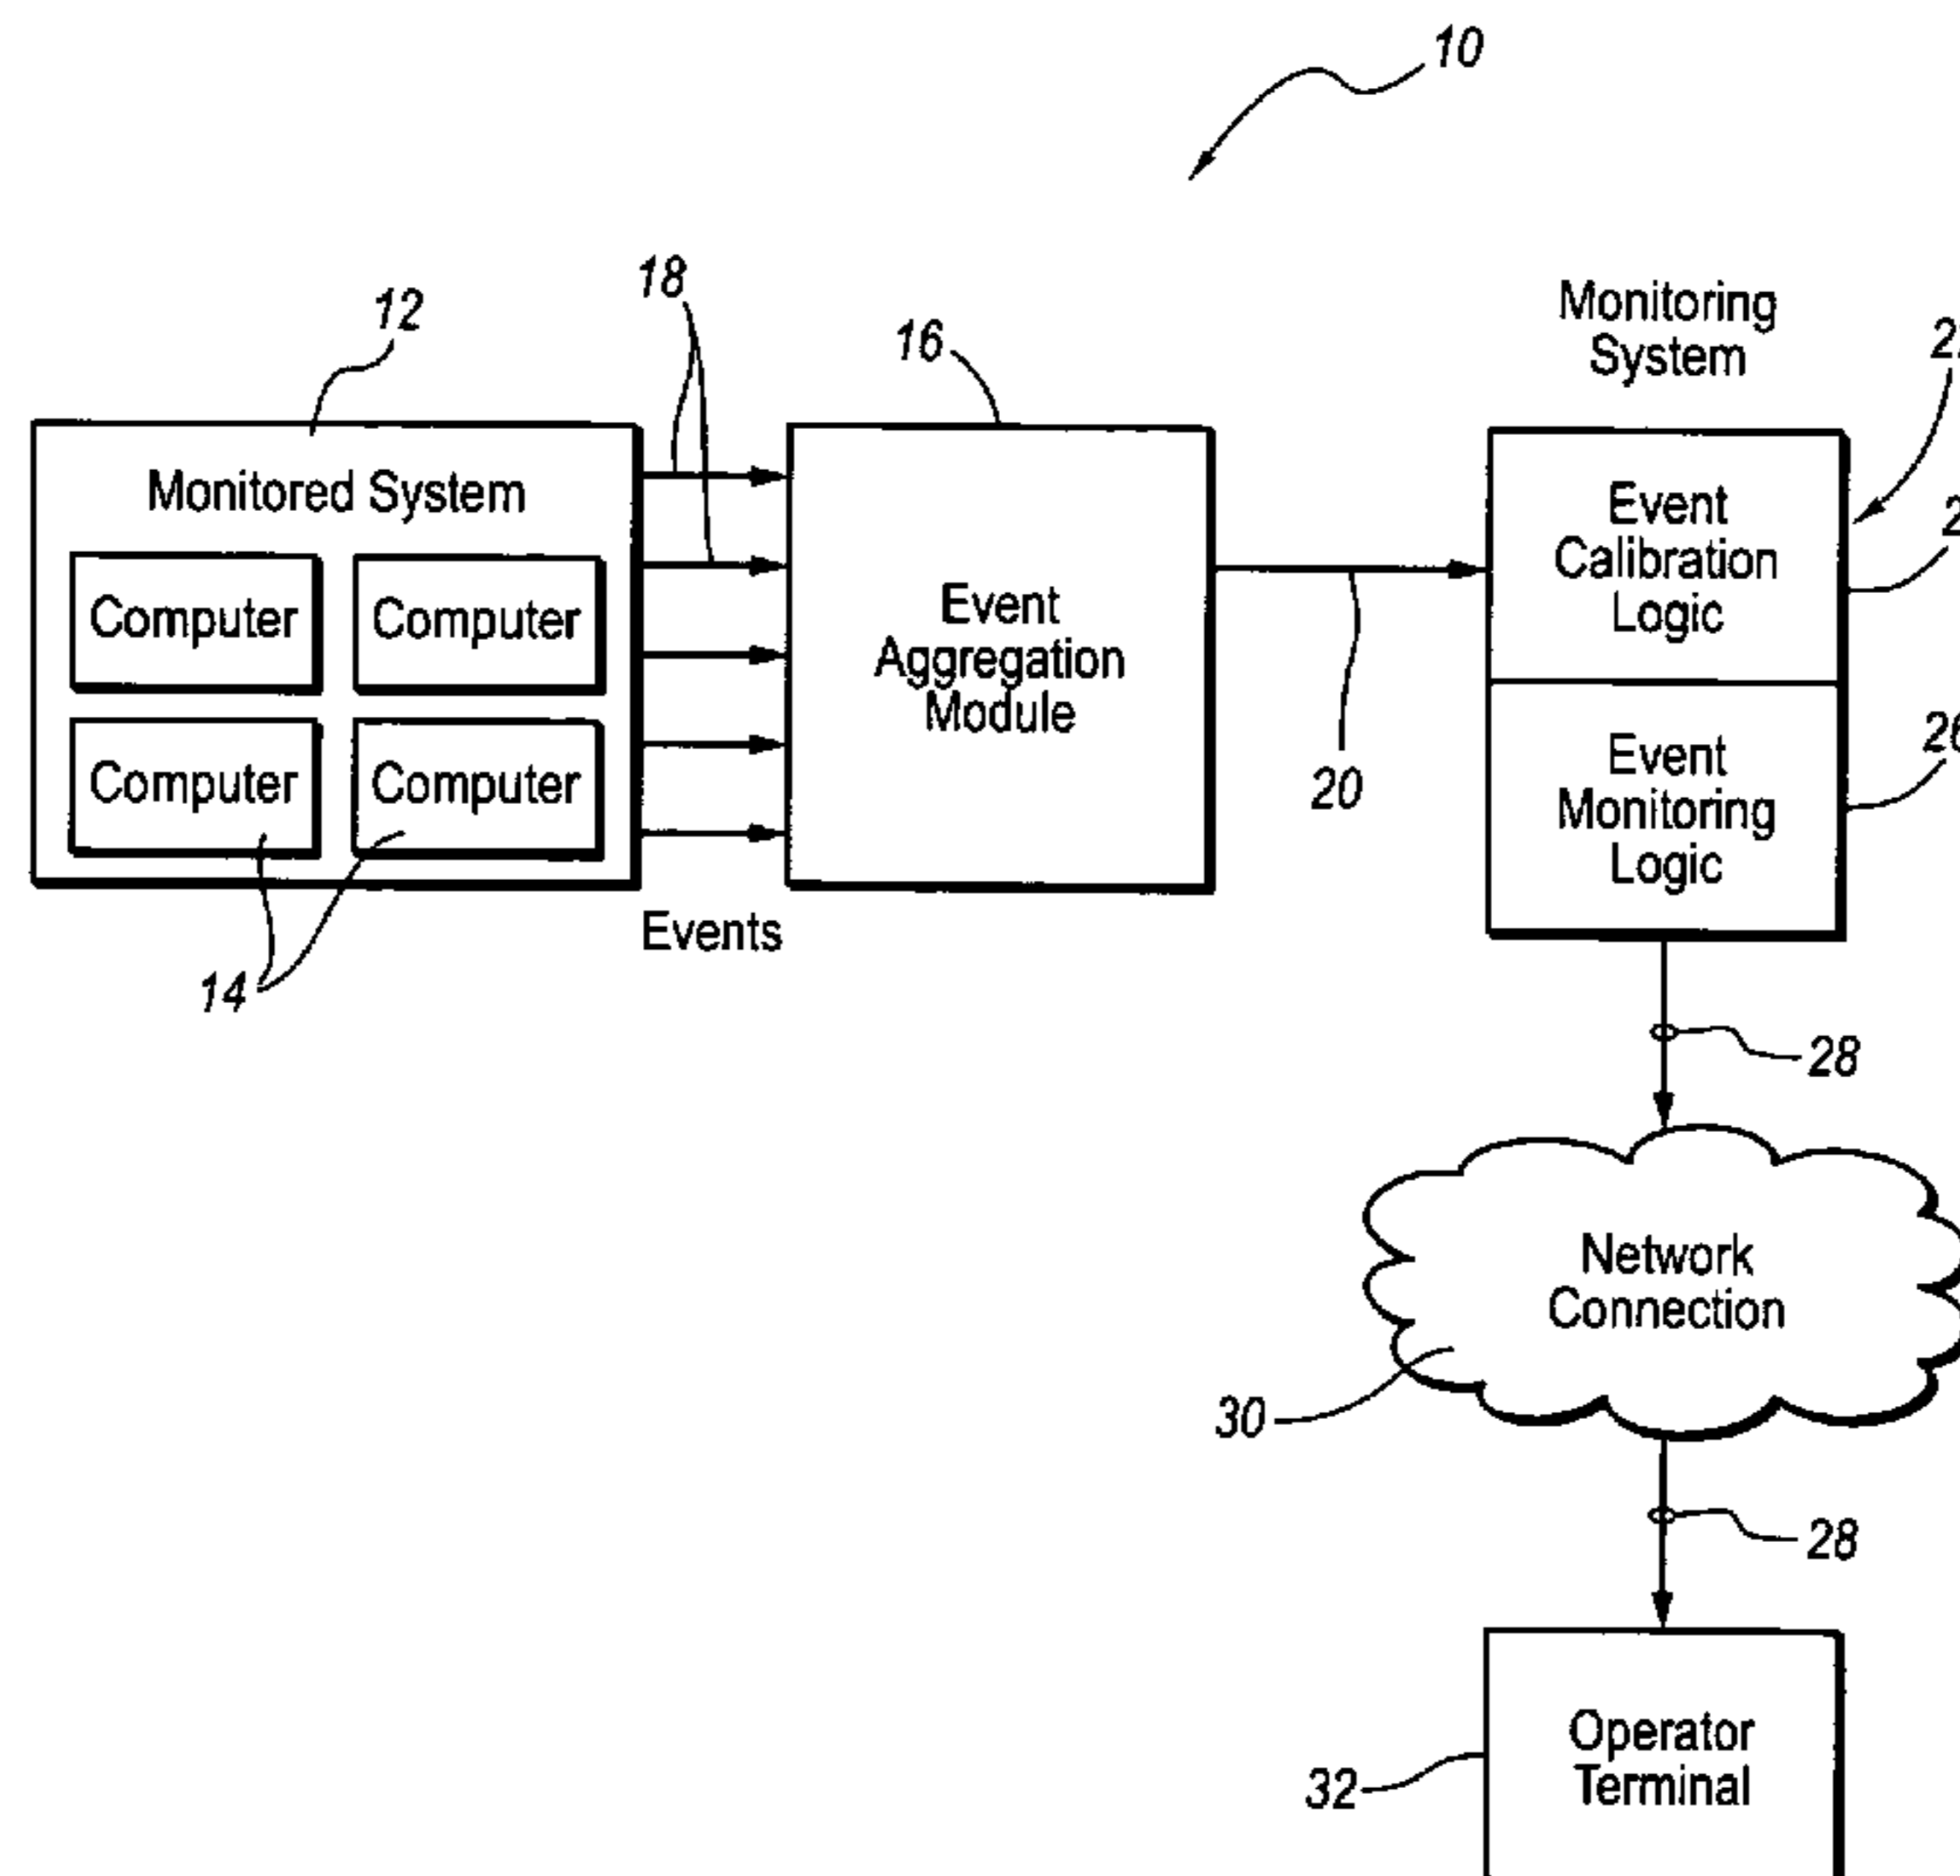 10
18
12
16
Monitoring
System
Monitored System
Computer
Computer
Computer
Computer
Event
Aggregation
Module
Event
Calibration
Logic
Event
Monitoring
Logic
20
Events
14
28
Network
Connection
30
28
Operator
Terminal
32